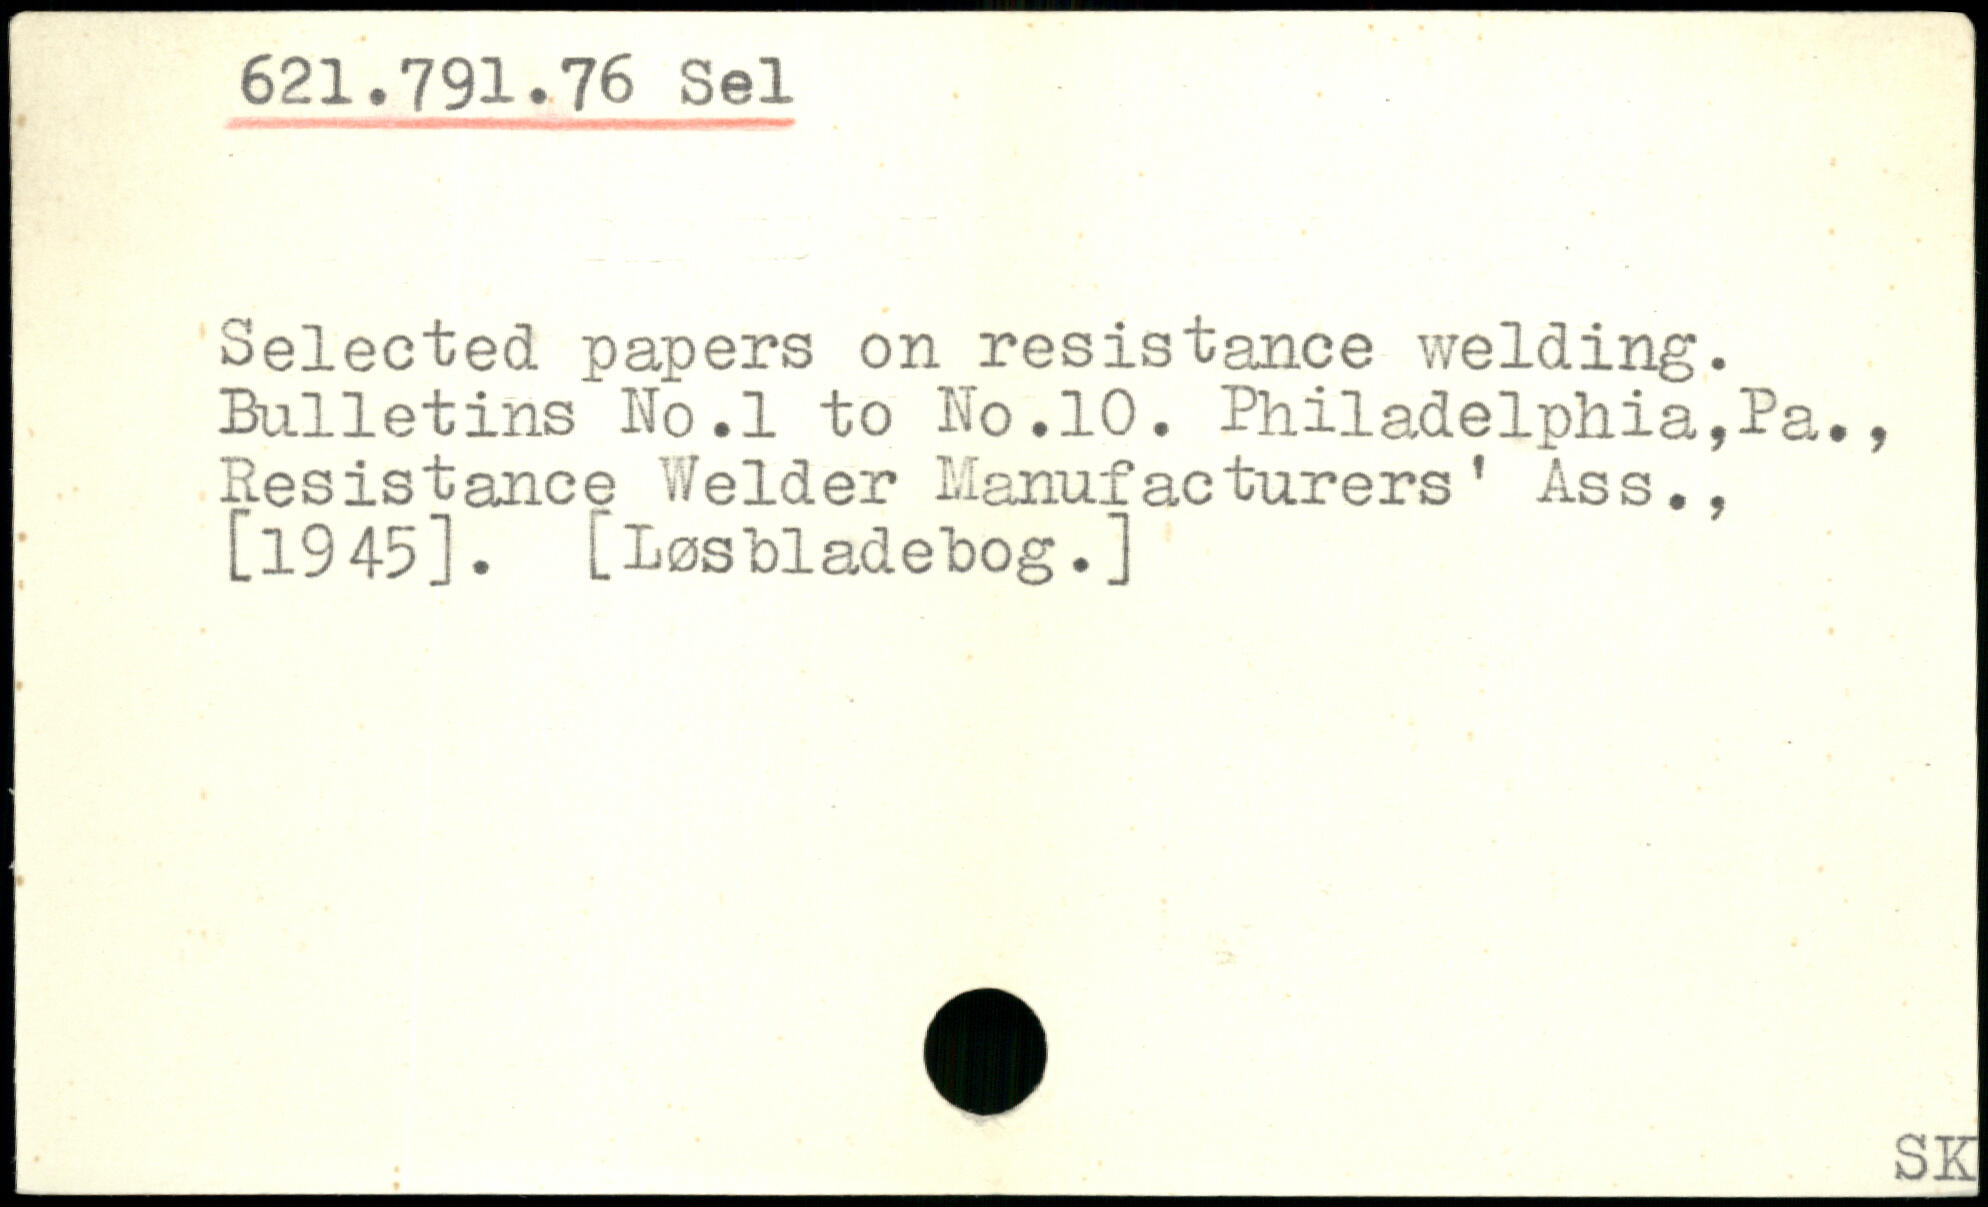 621.791.76 Sel
Selected papers on resistance welding.
Bulletins No.1 to No.10. Philadelphia,Pa.,
Resistance Welder Manufacturers' Ass.,
[1945]. [Løsbladebog.]
SK